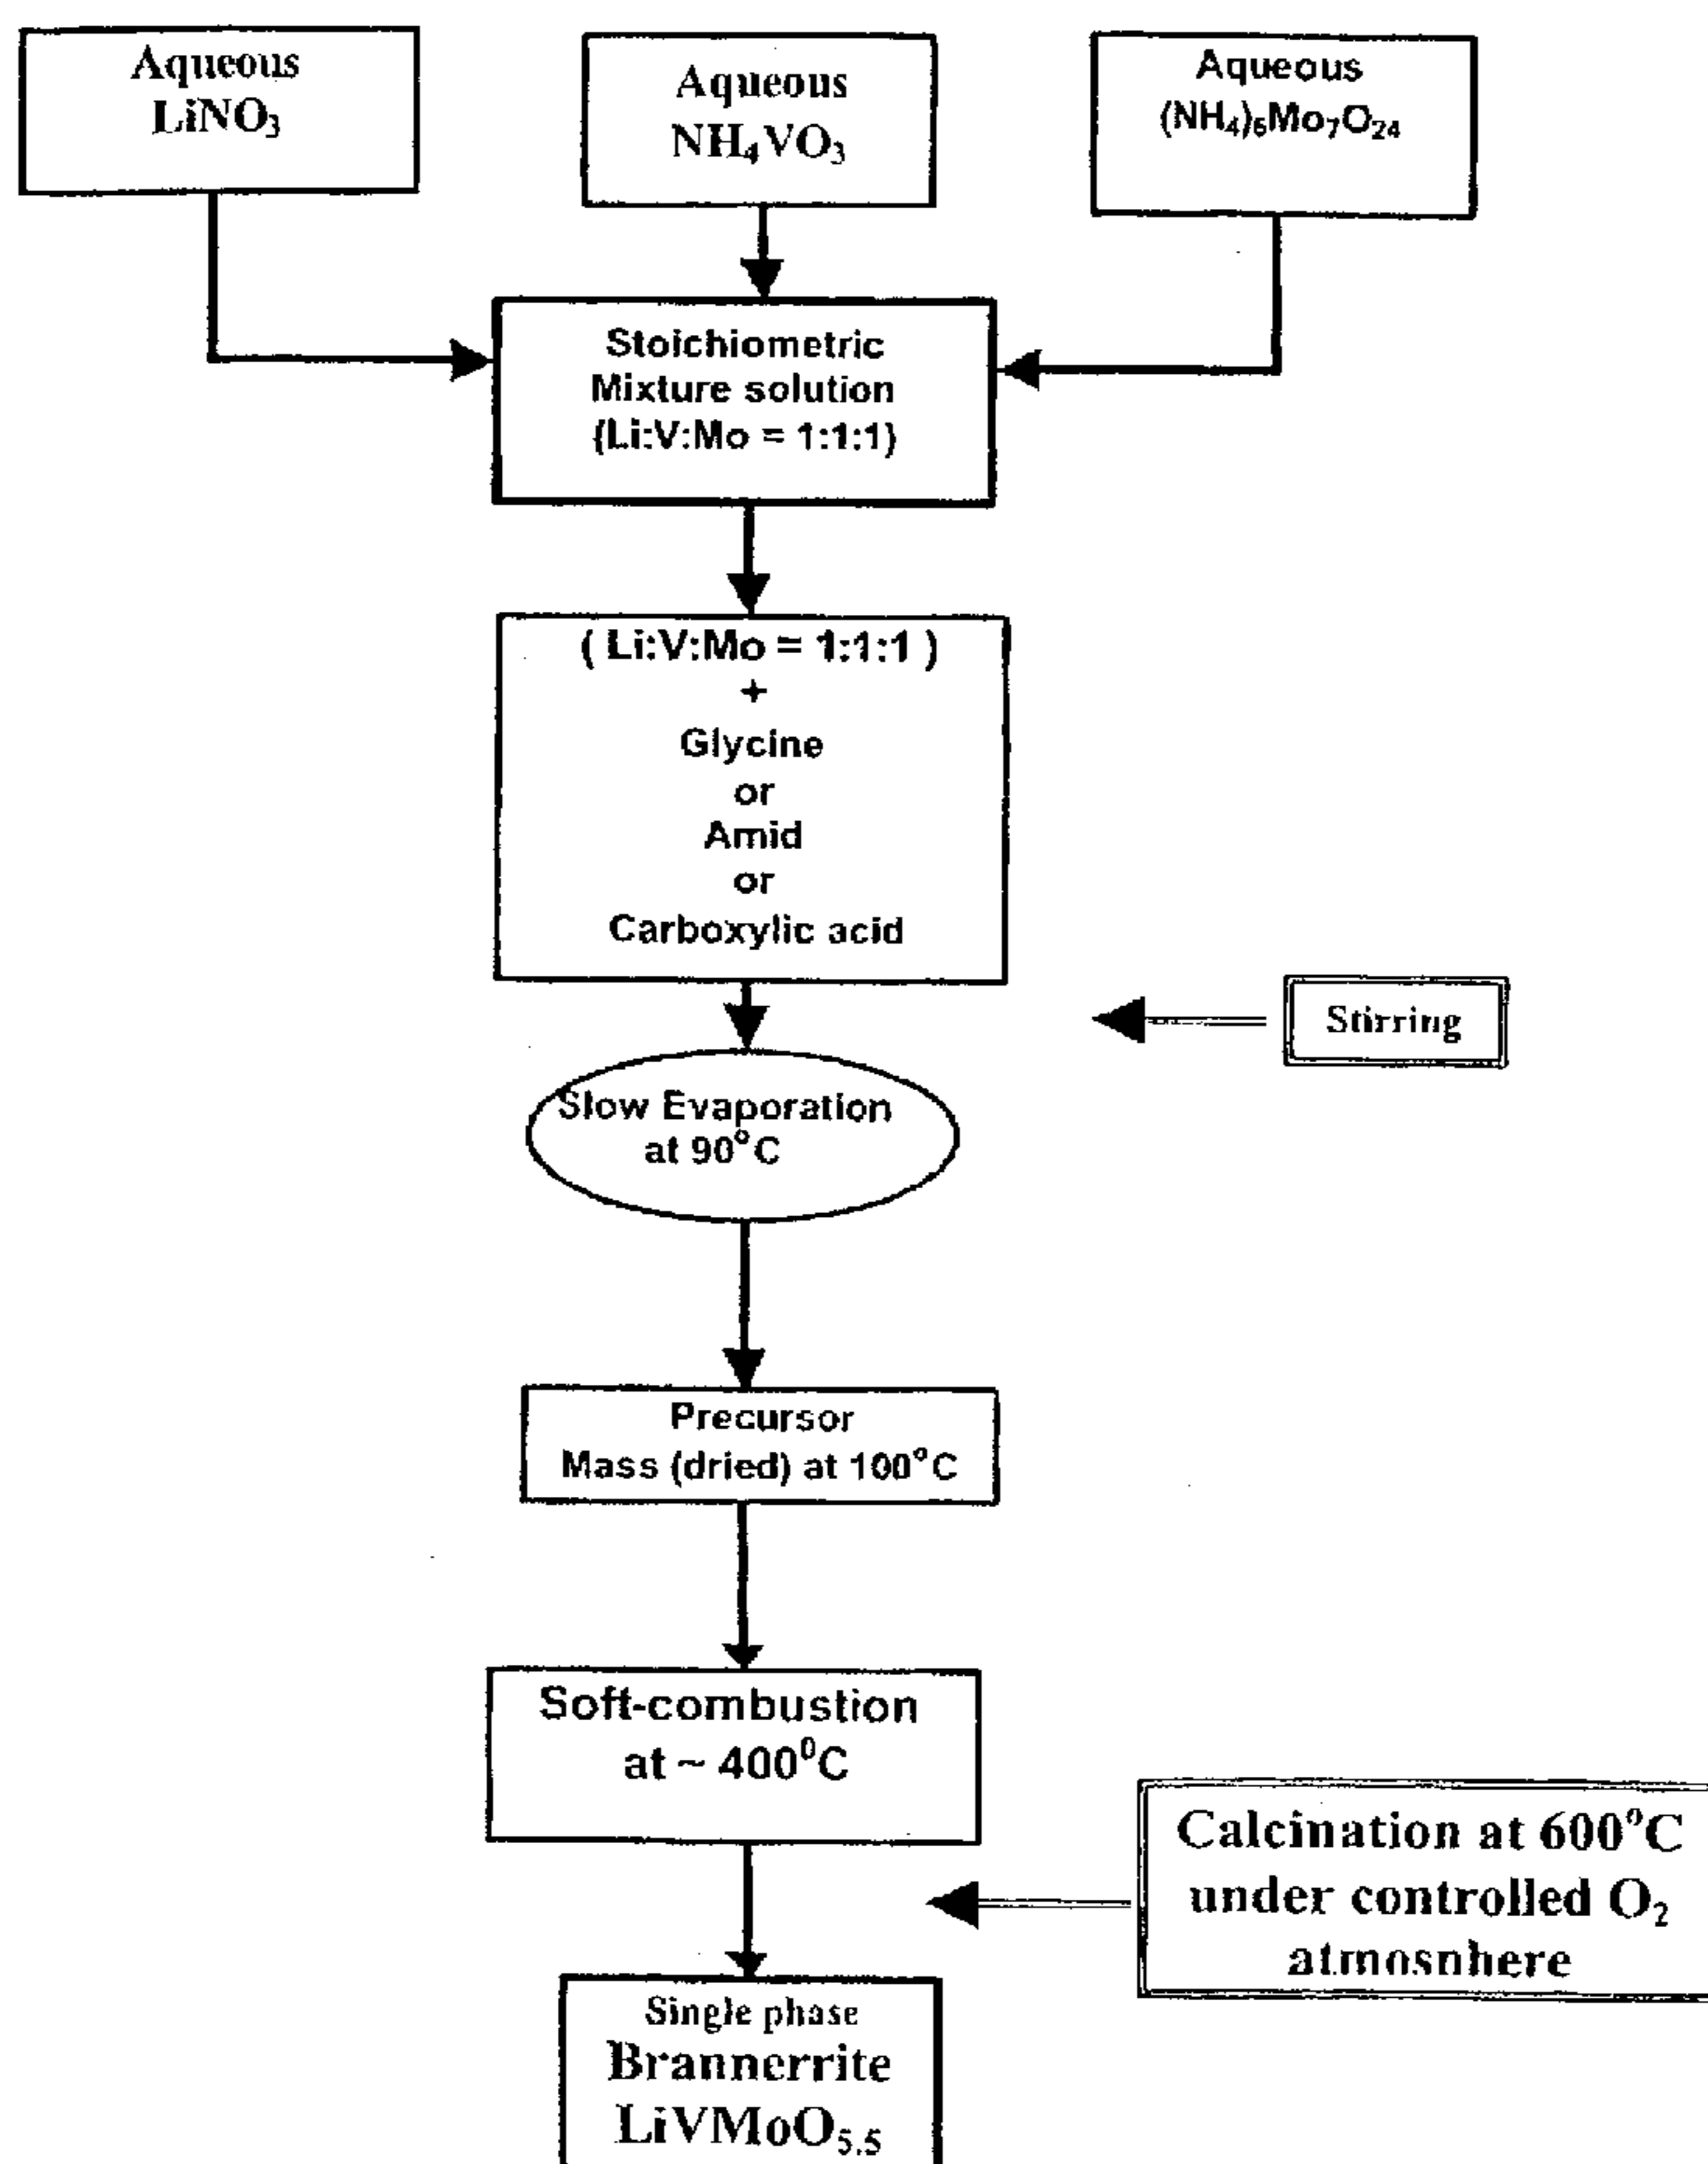 Aqueous
LiNO₃
Aqueous
NH₄VO₃
Aqueous
(NH₄)₆Mo₇O₂₄
Stoichiometric
Mixture solution
(Li:V:Mo = 1:1:1)
( Li:V:Mo = 1:1:1 )
+
Glycine
or
Amid
or
Carboxylic acid
Stirring
Slow Evaporation
at 90°C
Precursor
Mass (dried) at 100°C
Soft-combustion
at ~ 400⁰C
Calcination at 600°C
under controlled O₂
atmosphere
Single phase
Brannerrite
LiVMoO₅.₅